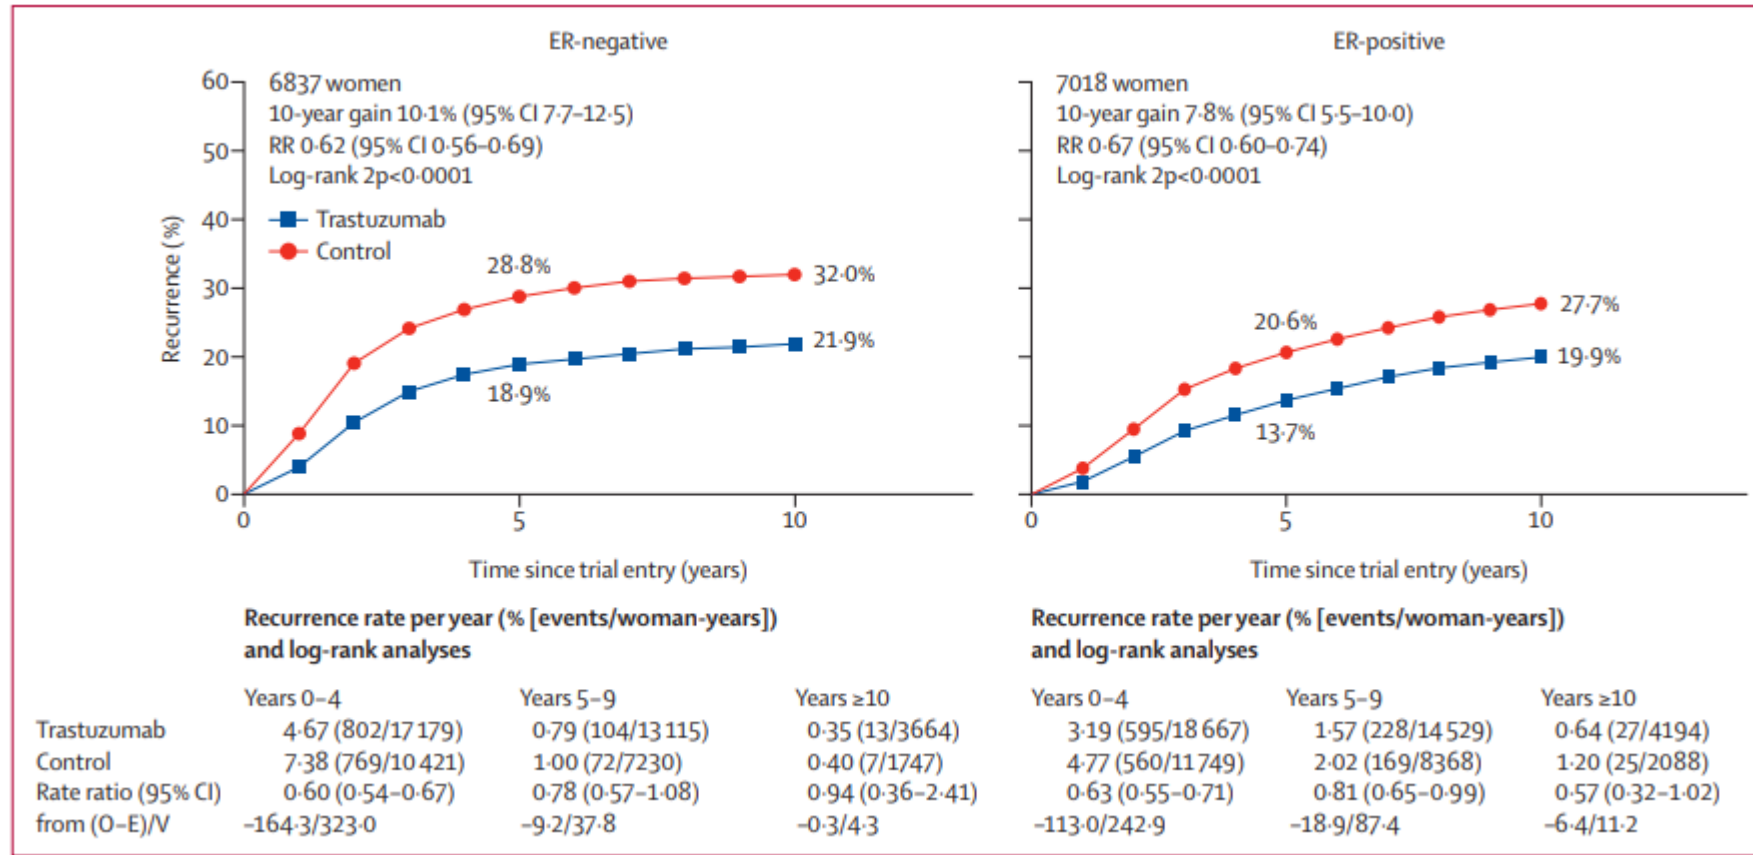 ER-negative
60
6837 women
10-year gain 10·1% (95% CI 7·7–12·5)
50
RR 0·62 (95% CI 0·56–0·69)
Log-rank 2p<0·0001
40
Trastuzumab
Control
Recurrence (%)
28·8%
30
32·0%
21·9%
20
18·9%
10
0
0
5
10
Time since trial entry (years)
ER-positive
7018 women
10-year gain 7·8% (95% CI 5·5–10·0)
RR 0·67 (95% CI 0·60–0·74)
Log-rank 2p<0·0001
20·6%
27·7%
19·9%
13·7%
0
5
10
Time since trial entry (years)
Recurrence rate per year (% [events/woman-years])
and log-rank analyses
Recurrence rate per year (% [events/woman-years])
and log-rank analyses
Years 0–4 Years 5–9 Years ≥10 Years 0–4 Years 5–9 Years ≥10
Trastuzumab 4·67 (802/17 179) 0·79 (104/13 115) 0·35 (13/3664) 3·19 (595/18 667) 1·57 (228/14 529) 0·64 (27/4194)
Control 7·38 (769/10 421) 1·00 (72/7230) 0·40 (7/1747) 4·77 (560/11 749) 2·02 (169/8368) 1·20 (25/2088)
Rate ratio (95% CI) 0·60 (0·54–0·67) 0·78 (0·57–1·08) 0·94 (0·36–2·41) 0·63 (0·55–0·71) 0·81 (0·65–0·99) 0·57 (0·32–1·02)
from (O–E)/V –164·3/323·0 –9·2/37·8 –0·3/4·3 –113·0/242·9 –18·9/87·4 –6·4/11·2